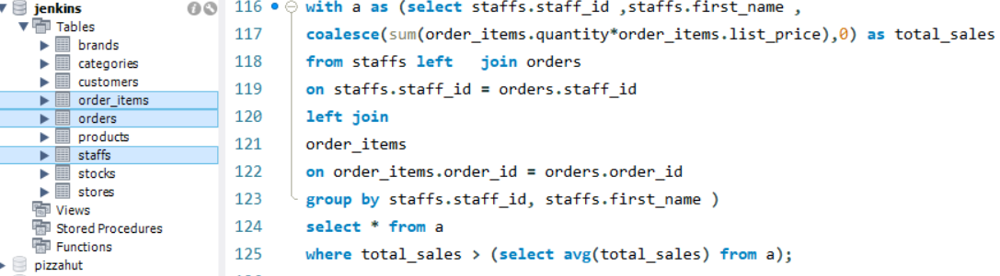 jenkins
Tables
brands
categories
customers
order_items
orders
products
staffs
stocks
stores
Views
Stored Procedures
Functions
pizzahut
116 with a as (select staffs.staff_id ,staffs.first_name ,
117 coalesce(sum(order_items.quantity*order_items.list_price),0) as total_sales
118 from staffs left   join orders
119 on staffs.staff_id = orders.staff_id
120 left join
121 order_items
122 on order_items.order_id = orders.order_id
123 group by staffs.staff_id, staffs.first_name )
124 select * from a
125 where total_sales > (select avg(total_sales) from a);